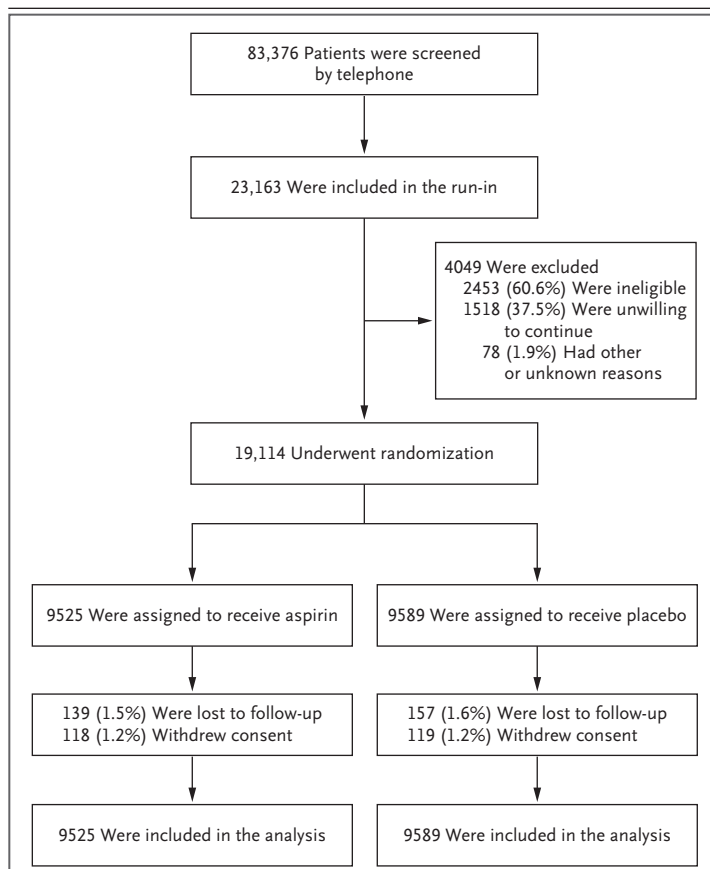 83,376 Patients were screened
by telephone
23,163 Were included in the run-in
4049 Were excluded
2453 (60.6%) Were ineligible
1518 (37.5%) Were unwilling
to continue
78 (1.9%) Had other
or unknown reasons
19,114 Underwent randomization
9525 Were assigned to receive aspirin
9589 Were assigned to receive placebo
139 (1.5%) Were lost to follow-up
118 (1.2%) Withdrew consent
157 (1.6%) Were lost to follow-up
119 (1.2%) Withdrew consent
9525 Were included in the analysis
9589 Were included in the analysis